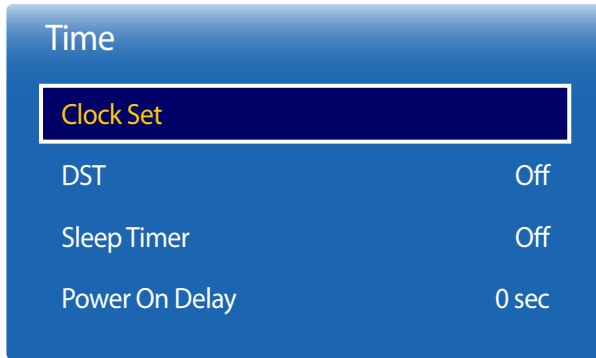 Time
Clock Set
DST Off
Sleep Timer Off
Power On Delay 0 sec